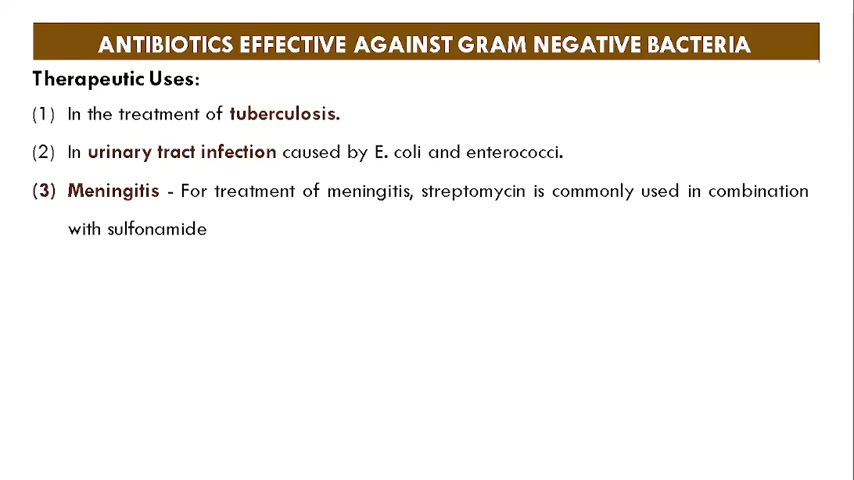 ANTIBIOTICS EFFECTIVE AGAINST GRAM NEGATIVE BACTERIA
Therapeutic Uses:
(1) In the treatment of tuberculosis.
(2) In urinary tract infection caused by E. coli and enterococci.
(3) Meningitis - For treatment of meningitis, streptomycin is commonly used in combination
with sulfonamide